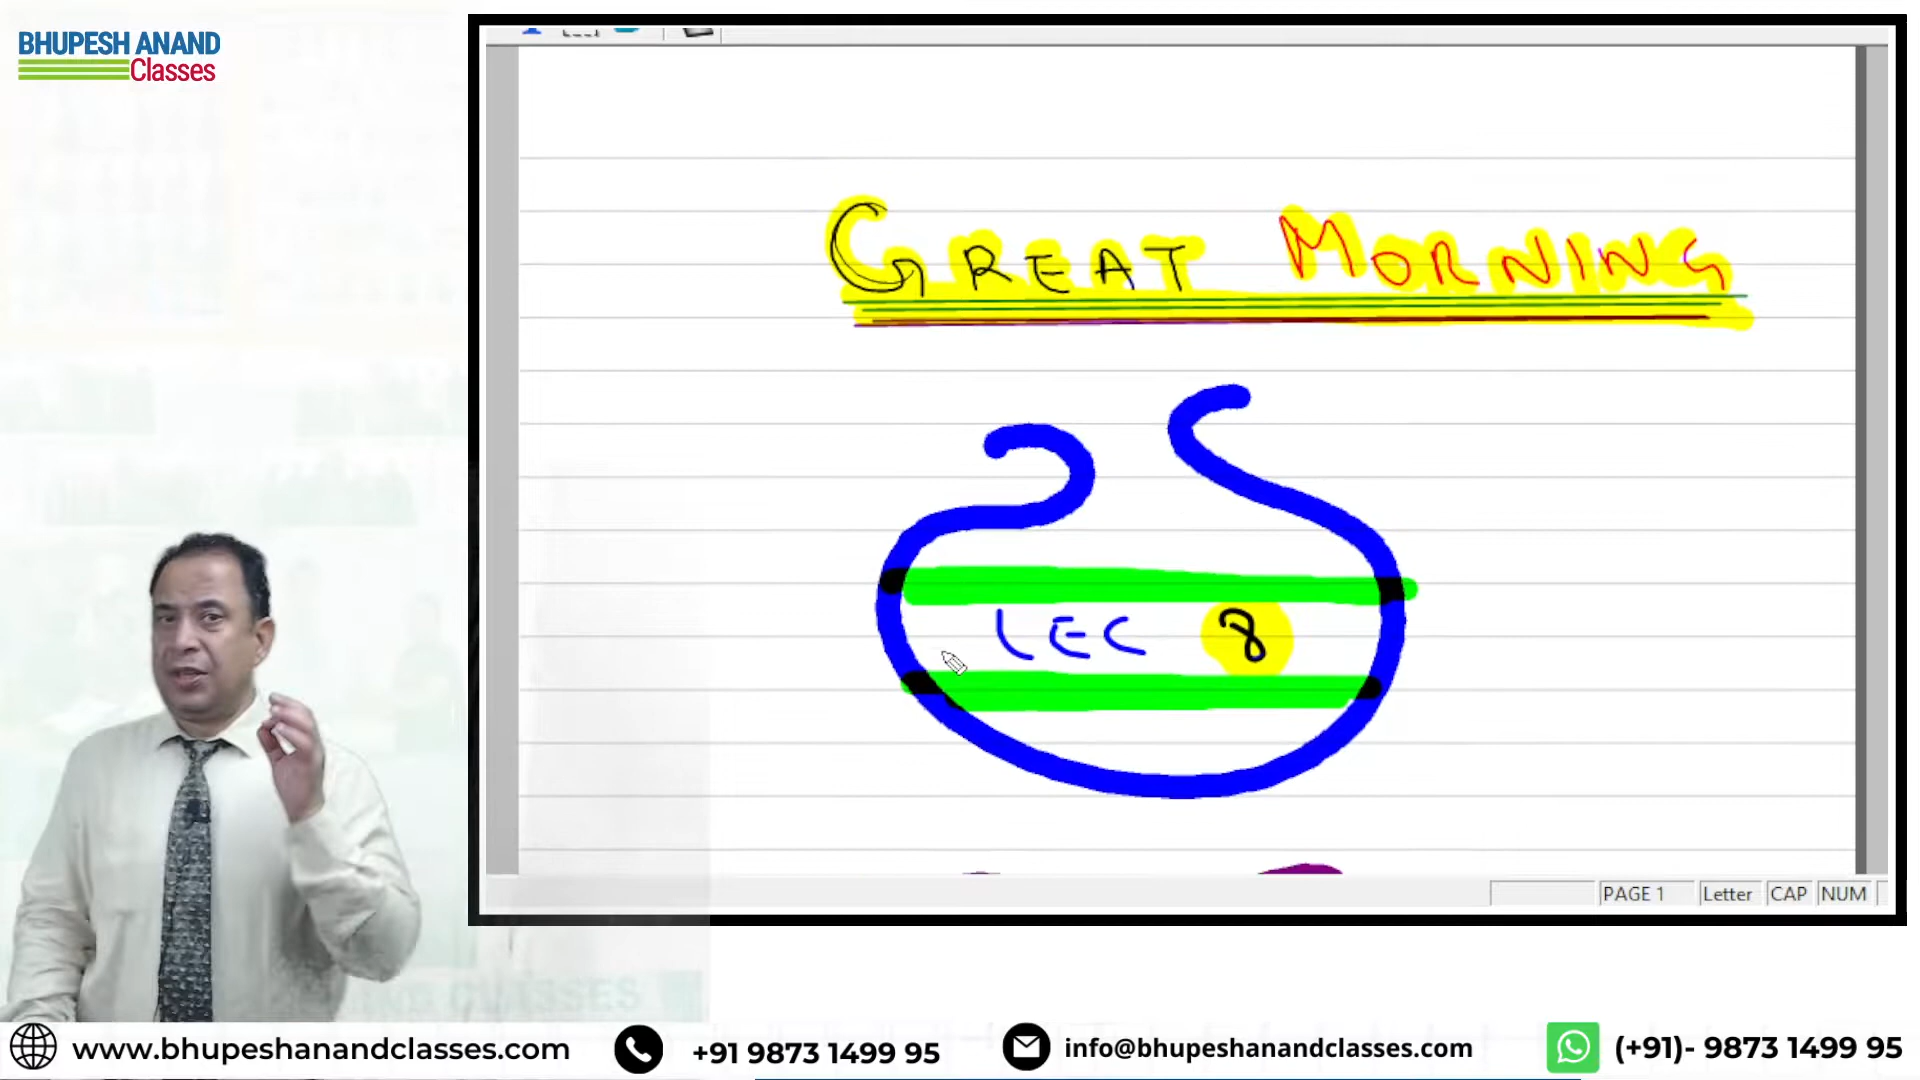 BHUPESH ANAND
Classes
GREAT MORNING
LEC 8
PAGE 1 Letter CAP NUM
CLASSES
www.bhupeshanandclasses.com +91 9873 1499 95 info@bhupeshanandclasses.com (+91)- 9873 1499 95